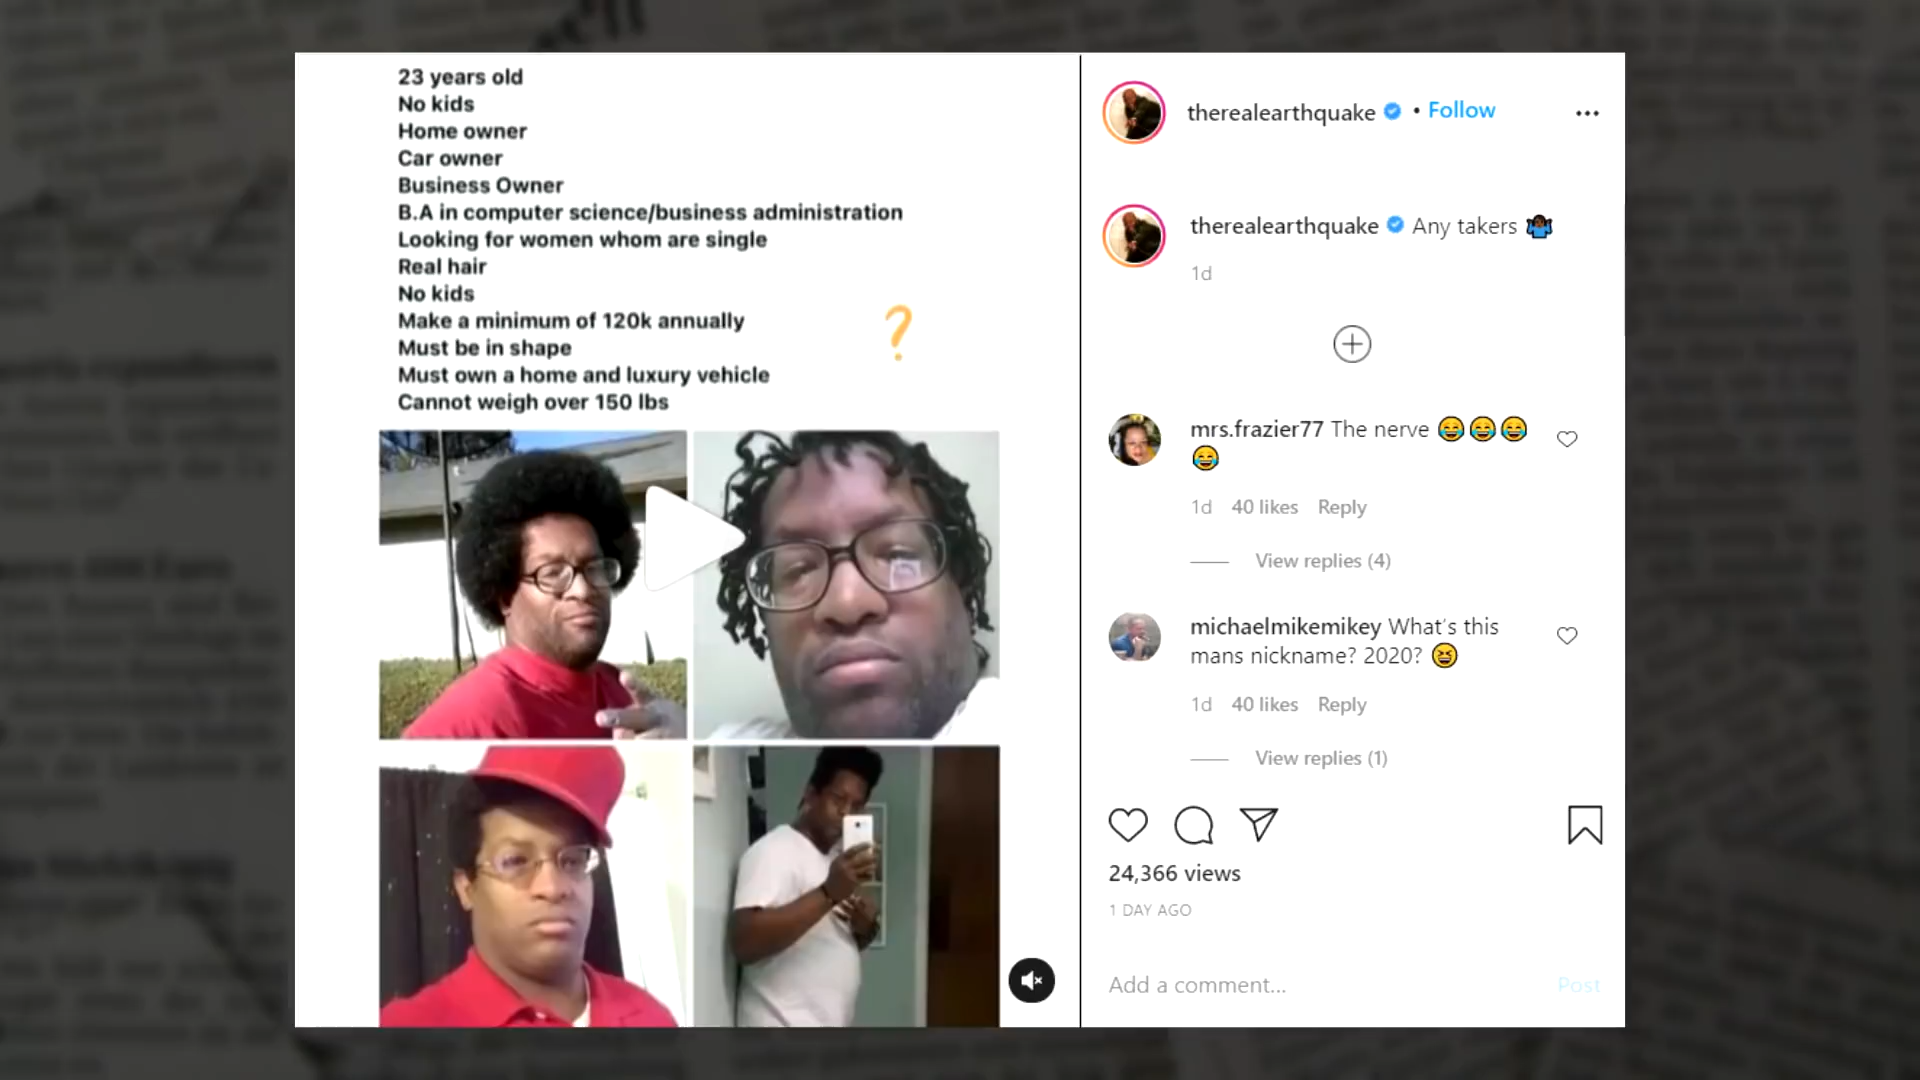 23 years old
No kids
Home owner
Car owner
Business Owner
B.A in computer science/business administration
Looking for women whom are single
Real hair
No kids
Make a minimum of 120k annually
Must be in shape
Must own a home and luxury vehicle
Cannot weigh over 150 lbs
?
therealearthquake • Follow
therealearthquake Any takers 🤷🏿‍♂️
1d
mrs.frazier77 The nerve 😂😂😂
😂
1d 40 likes Reply
View replies (4)
michaelmikemikey What's this
mans nickname? 2020? 😆
1d 40 likes Reply
View replies (1)
24,366 views
1 DAY AGO
Add a comment... Post